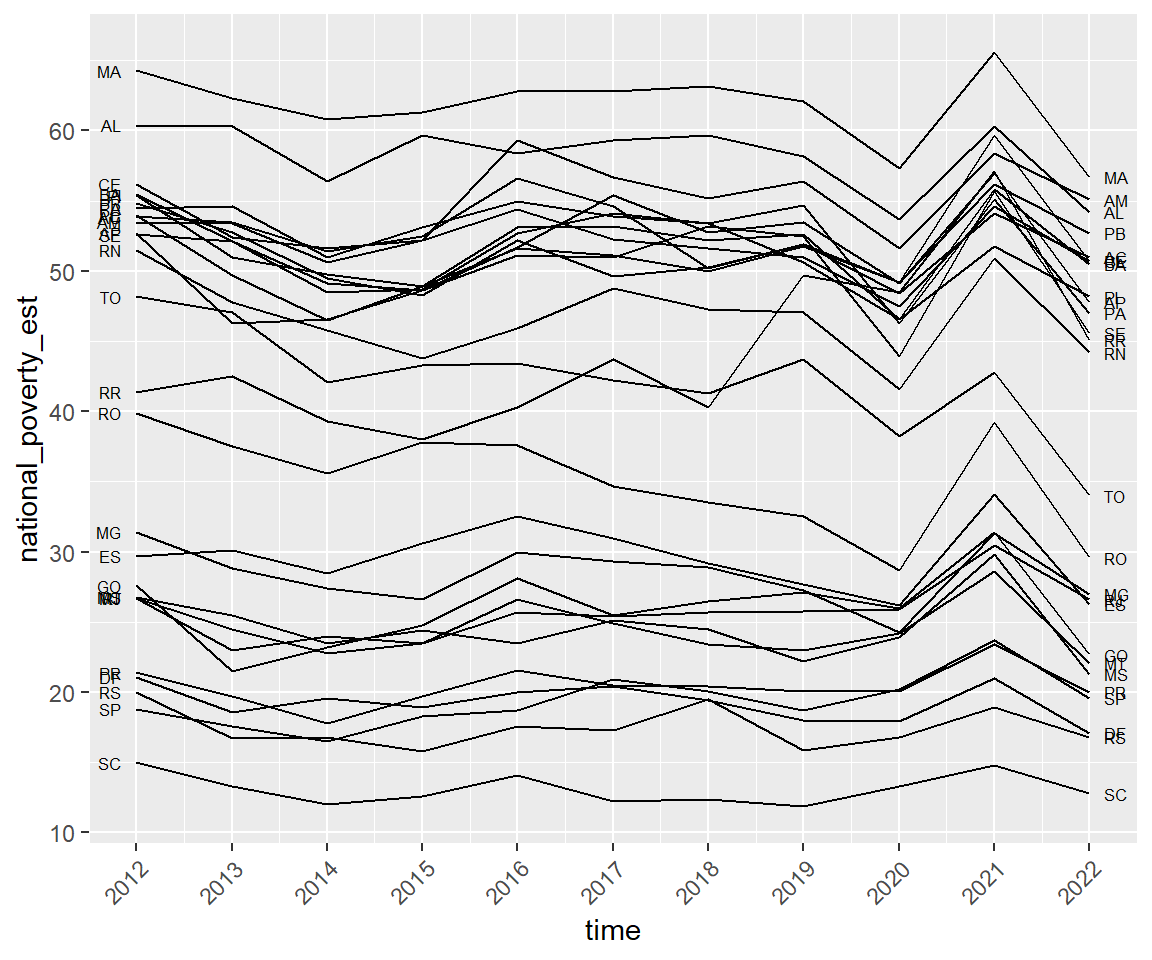 MA
60
AL
CE
RN
50
TO
RR
40
RO
MG
30
ES
GO
PR
DF
20
RS
SP
SC
10
MA
AM
AL
PB
AC
BA
PI
AP
PA
SE
RR
RN
TO
RO
MG
RJ
ES
GO
MT
MS
PR
SP
DF
RS
SC
national_poverty_est
2012 2013 2014 2015 2016 2017 2018 2019 2020 2021 2022
time